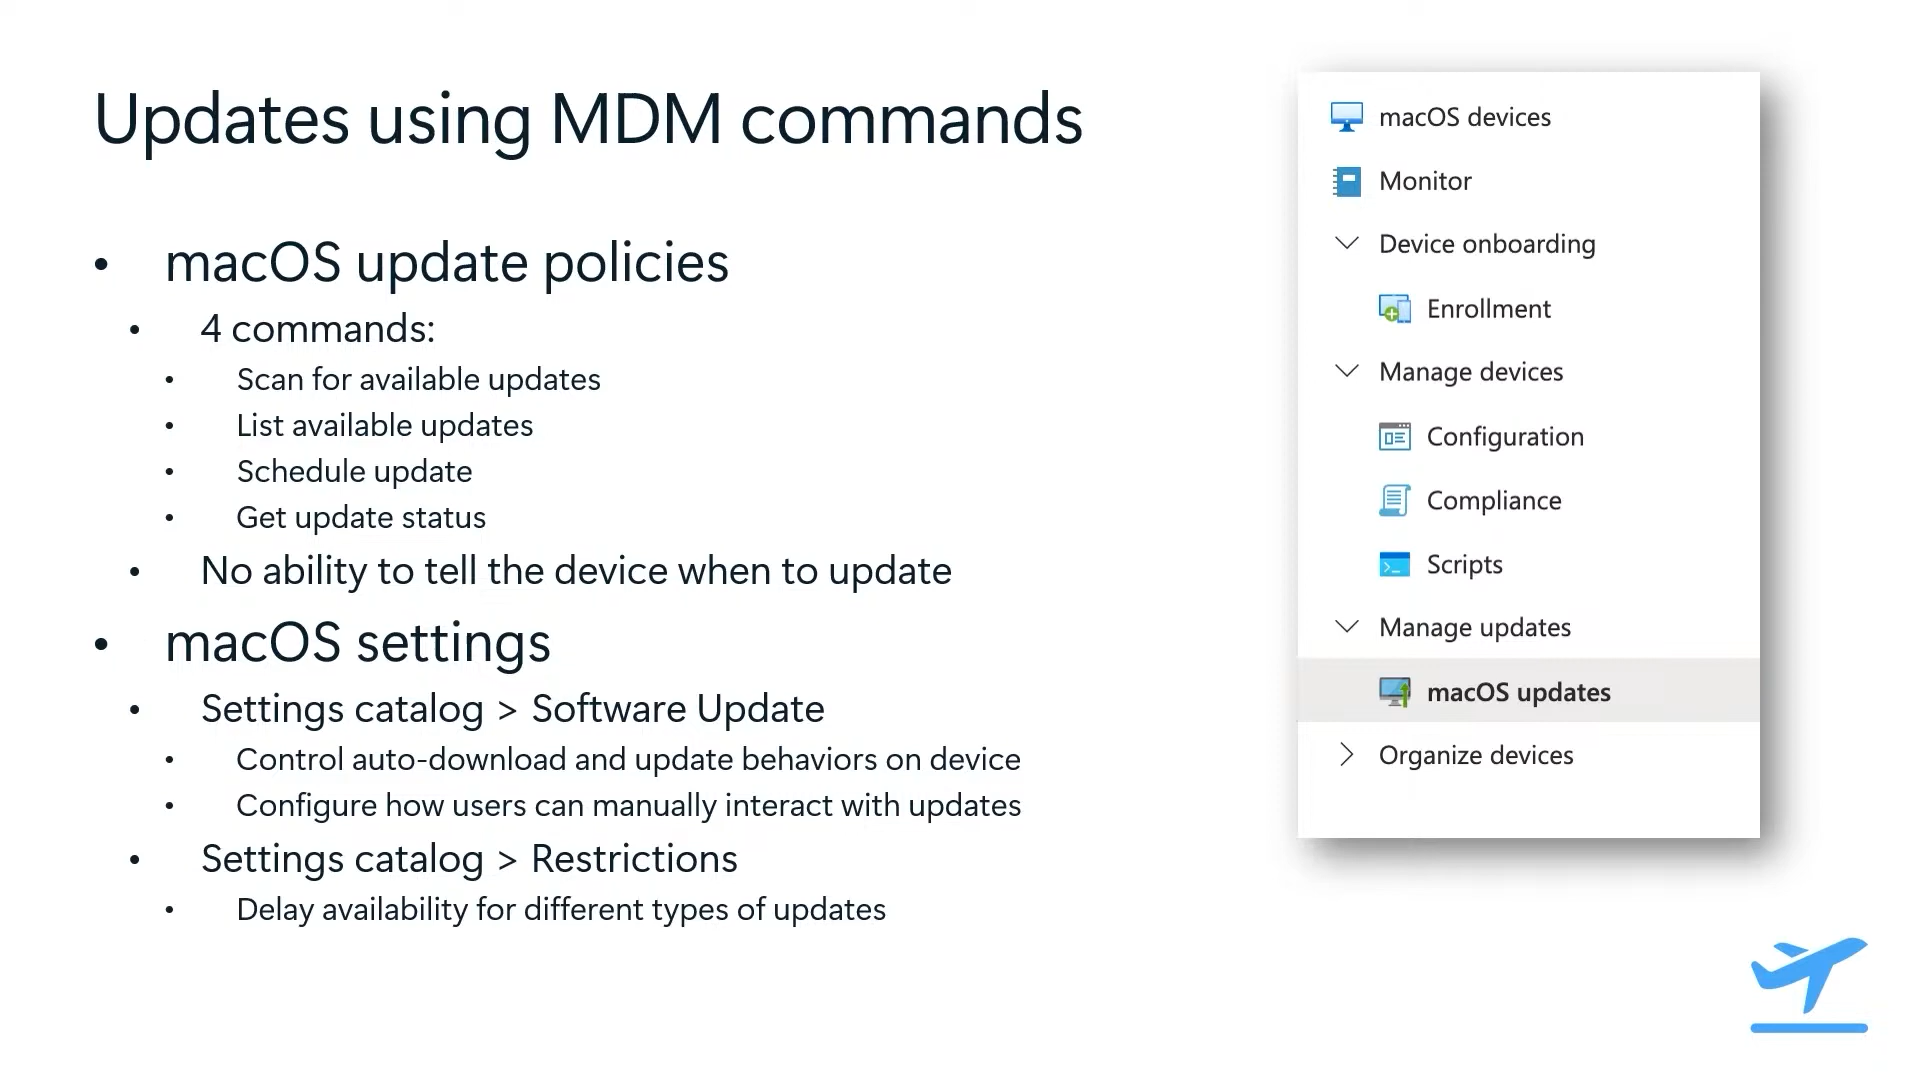 Updates using MDM commands
• macOS update policies
• 4 commands:
• Scan for available updates
• List available updates
• Schedule update
• Get update status
• No ability to tell the device when to update
• macOS settings
• Settings catalog > Software Update
• Control auto-download and update behaviors on device
• Configure how users can manually interact with updates
• Settings catalog > Restrictions
• Delay availability for different types of updates
macOS devices
Monitor
Device onboarding
Enrollment
Manage devices
Configuration
Compliance
Scripts
Manage updates
macOS updates
Organize devices